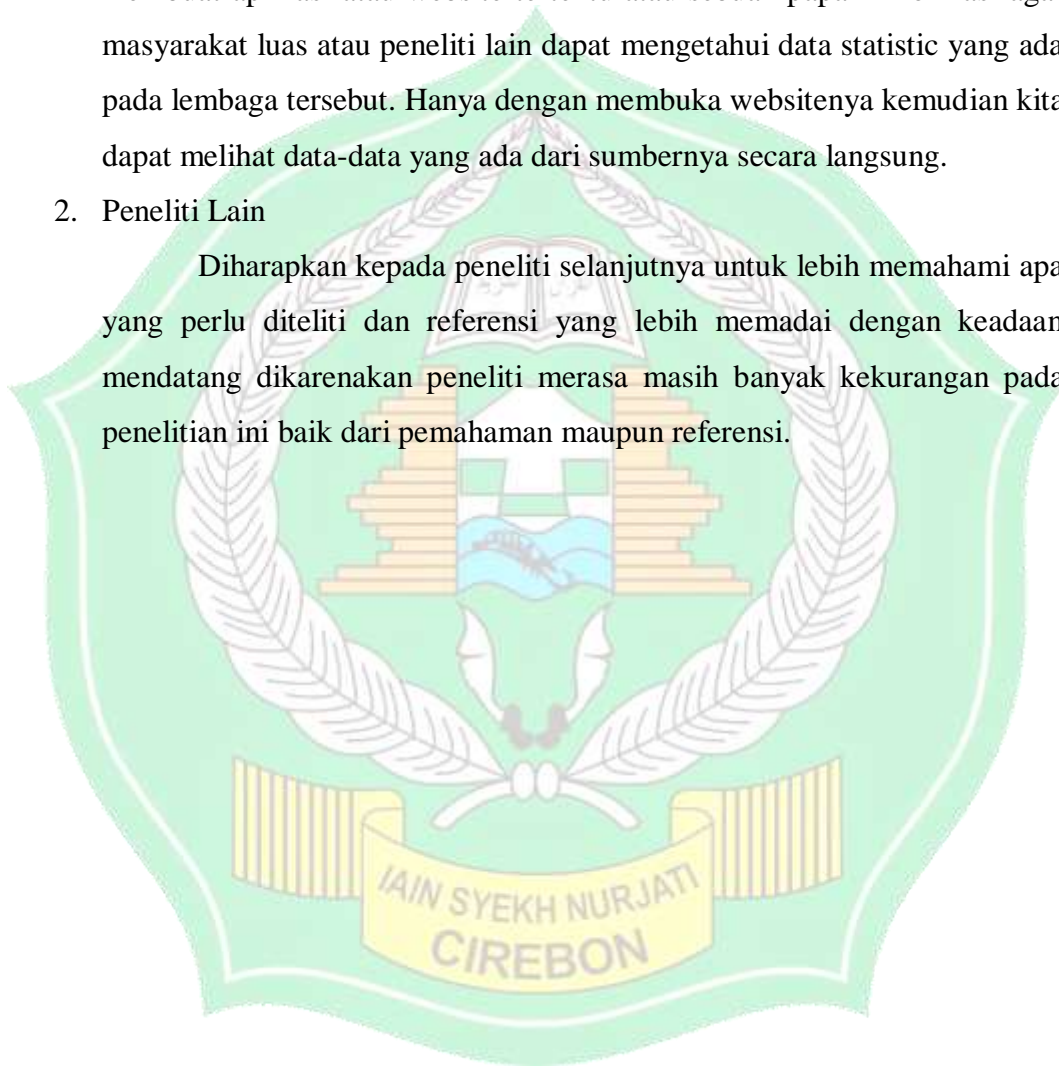 masyarakat luas atau peneliti lain dapat mengetahui data statistic yang ada
pada lembaga tersebut. Hanya dengan membuka websitenya kemudian kita
dapat melihat data-data yang ada dari sumbernya secara langsung.
2. Peneliti Lain
Diharapkan kepada peneliti selanjutnya untuk lebih memahami apa
yang perlu diteliti dan referensi yang lebih memadai dengan keadaan
mendatang dikarenakan peneliti merasa masih banyak kekurangan pada
penelitian ini baik dari pemahaman maupun referensi.
IAIN SYEKH NURJATI
CIREBON